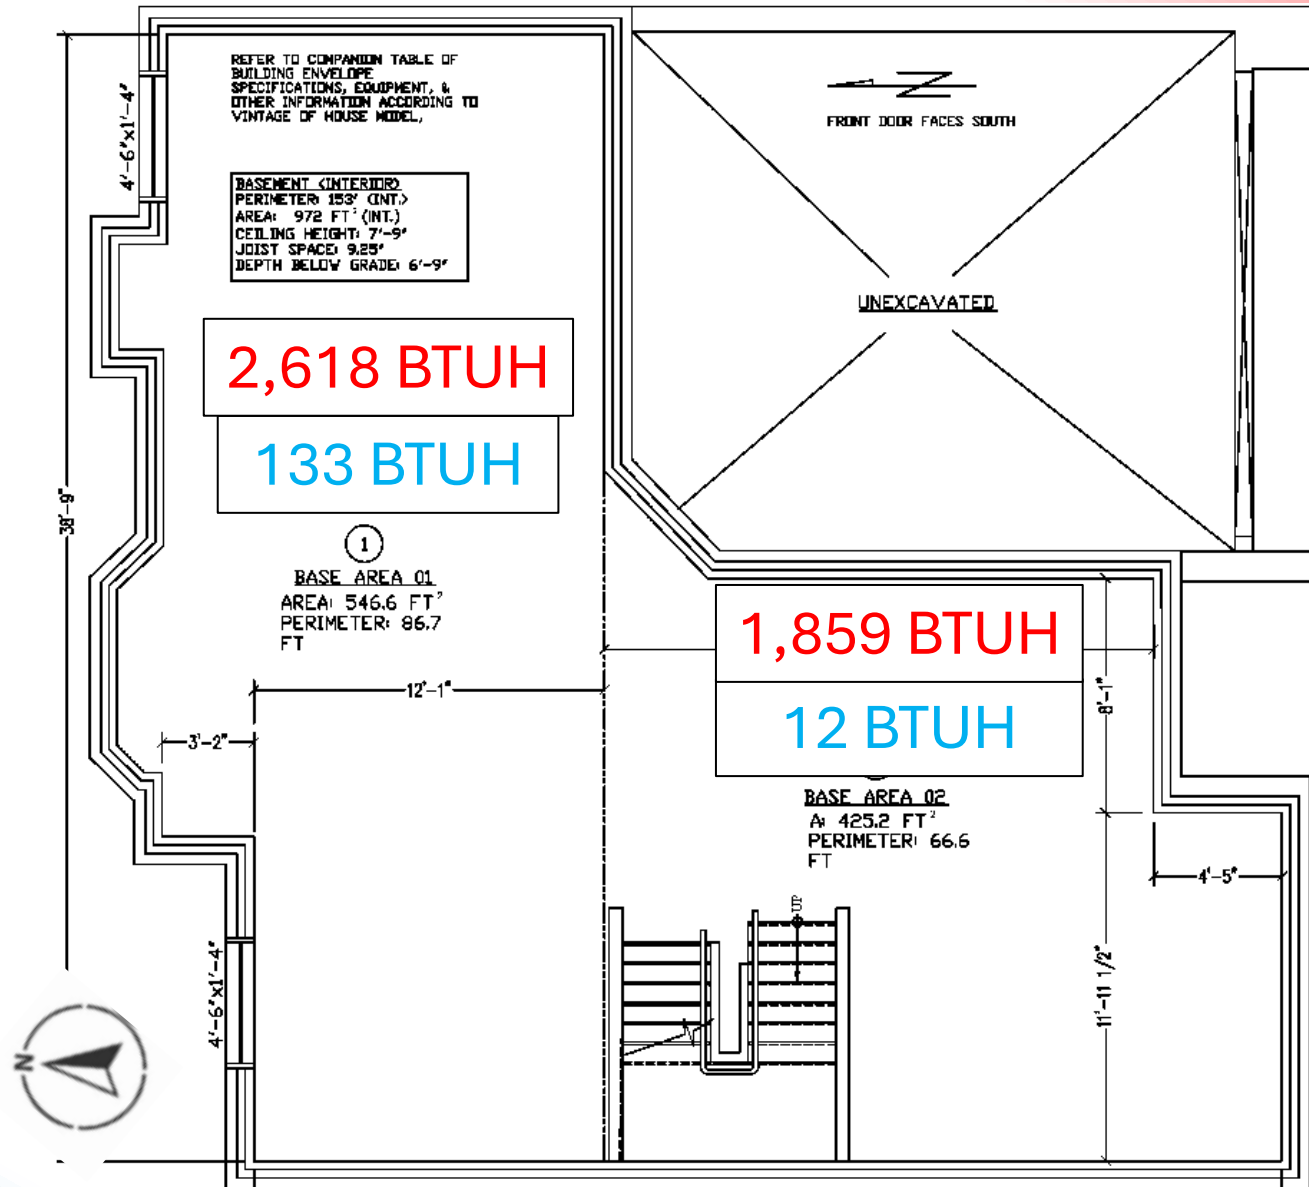 REFER TO COMPANION TABLE OF
BUILDING ENVELOPE
SPECIFICATIONS, EQUIPMENT, &
OTHER INFORMATION ACCORDING TO
VINTAGE OF HOUSE MODEL,
FRONT DOOR FACES SOUTH
4'-6"x1'-4"
BASEMENT (INTERIOR)
PERIMETER: 153' (INT.)
AREA: 972 FT² (INT.)
CEILING HEIGHT: 7'-9"
JOIST SPACE: 9.25"
DEPTH BELOW GRADE: 6'-9"
UNEXCAVATED
2,618 BTUH
133 BTUH
38'-9"
1
BASE AREA 01
AREA: 546.6 FT²
PERIMETER: 86.7
FT
1,859 BTUH
12 BTUH
12'-1"
8'-1"
3'-2"
BASE AREA 02
A: 425.2 FT²
PERIMETER: 66.6
FT
4'-5"
UP
4'-6"x1'-4"
11'-11 1/2"
N